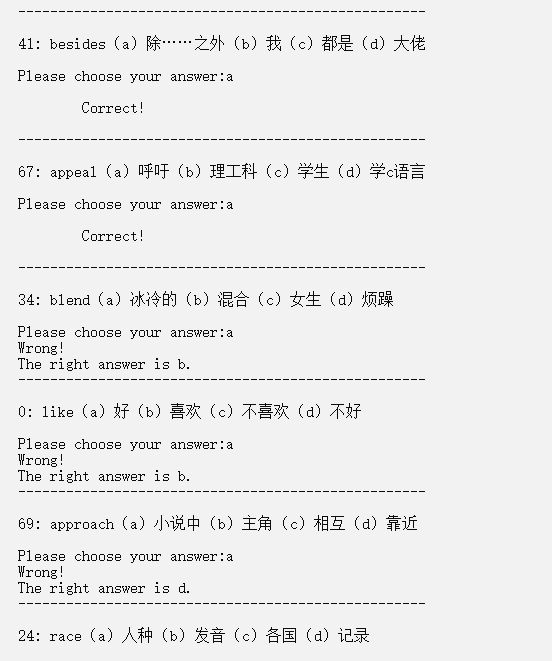 ---------------------------------------------------
41: besides（a）除……之外（b）我（c）都是（d）大佬
Please choose your answer:a
Correct!
---------------------------------------------------
67: appeal（a）呼吁（b）理工科（c）学生（d）学c语言
Please choose your answer:a
Correct!
---------------------------------------------------
34: blend（a）冰冷的（b）混合（c）女生（d）烦躁
Please choose your answer:a
Wrong!
The right answer is b.
---------------------------------------------------
0: like（a）好（b）喜欢（c）不喜欢（d）不好
Please choose your answer:a
Wrong!
The right answer is b.
---------------------------------------------------
69: approach（a）小说中（b）主角（c）相互（d）靠近
Please choose your answer:a
Wrong!
The right answer is d.
---------------------------------------------------
24: race（a）人种（b）发音（c）各国（d）记录